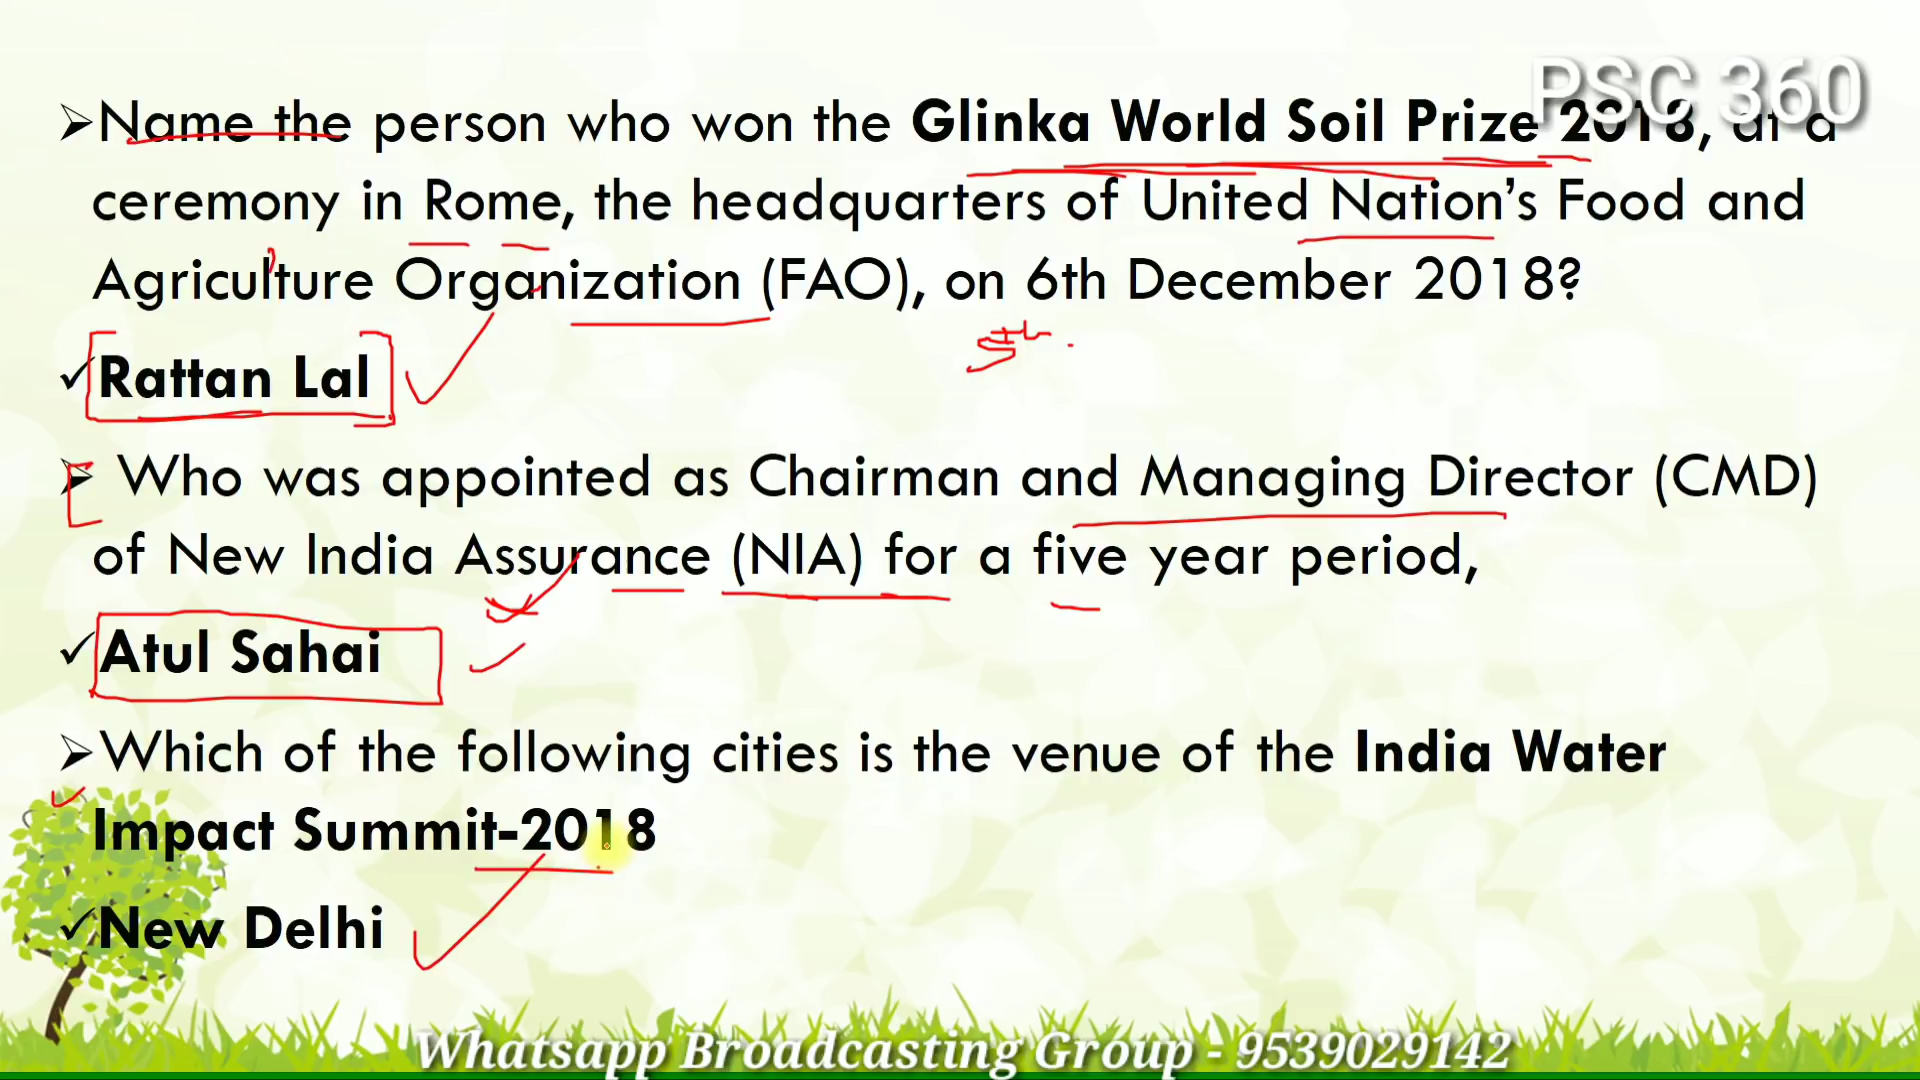 PSC 360
➢Name the person who won the Glinka World Soil Prize 2018, at a
ceremony in Rome, the headquarters of United Nation’s Food and
Agriculture Organization (FAO), on 6th December 2018?
5th.
✓Rattan Lal
➢ Who was appointed as Chairman and Managing Director (CMD)
of New India Assurance (NIA) for a five year period,
✓Atul Sahai
➢Which of the following cities is the venue of the India Water
Impact Summit-2018
✓New Delhi
Whatsapp Broadcasting Group - 9539029142